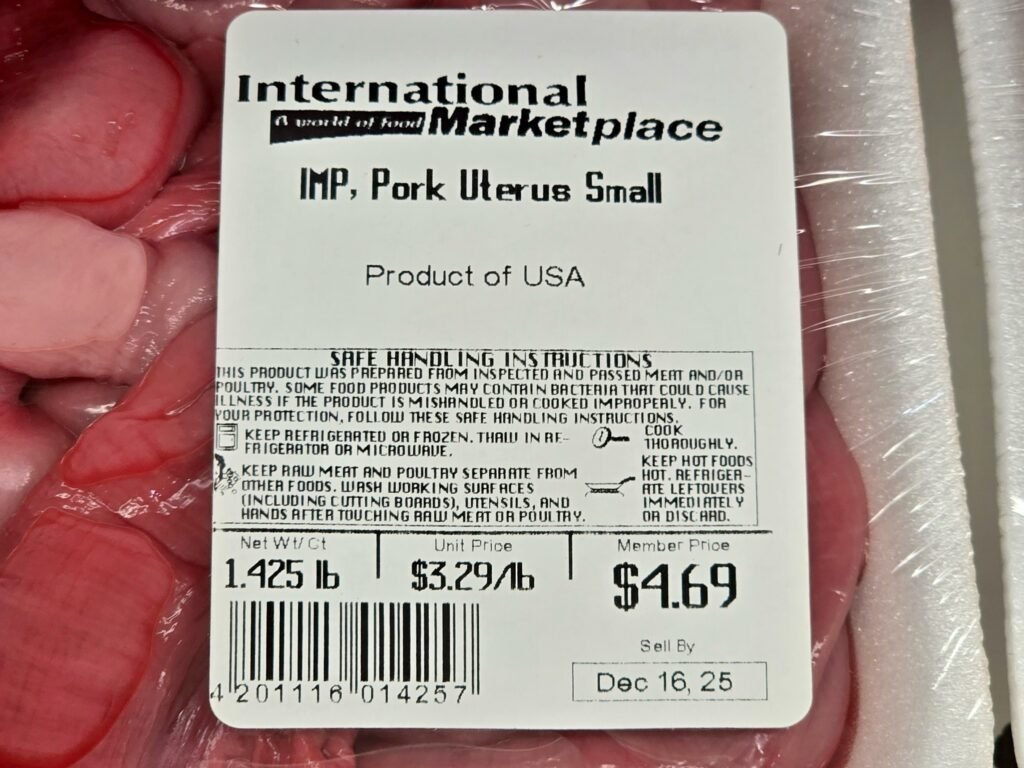 International
A world of food Marketplace
IMP, Pork Uterus Small
Product of USA
SAFE HANDLING INSTRUCTIONS
THIS PRODUCT WAS PREPARED FROM INSPECTED AND PASSED MEAT AND/OR
POULTRY. SOME FOOD PRODUCTS MAY CONTAIN BACTERIA THAT COULD CAUSE
ILLNESS IF THE PRODUCT IS MISHANDLED OR COOKED IMPROPERLY. FOR
YOUR PROTECTION, FOLLOW THESE SAFE HANDLING INSTRUCTIONS.
KEEP REFRIGERATED OR FROZEN. THAW IN RE-
FRIGERATOR OR MICROWAVE.
COOK
THOROUGHLY.
KEEP RAW MEAT AND POULTRY SEPARATE FROM
OTHER FOODS. WASH WORKING SURFACES
(INCLUDING CUTTING BOARDS), UTENSILS, AND
HANDS AFTER TOUCHING RAW MEAT OR POULTRY.
KEEP HOT FOODS
HOT. REFRIGER-
ATE LEFTOVERS
IMMEDIATELY
OR DISCARD.
Net Wt/Ct Unit Price Member Price
1.425 lb $3.29/lb $4.69
Sell By
Dec 16, 25
4 201116 014257